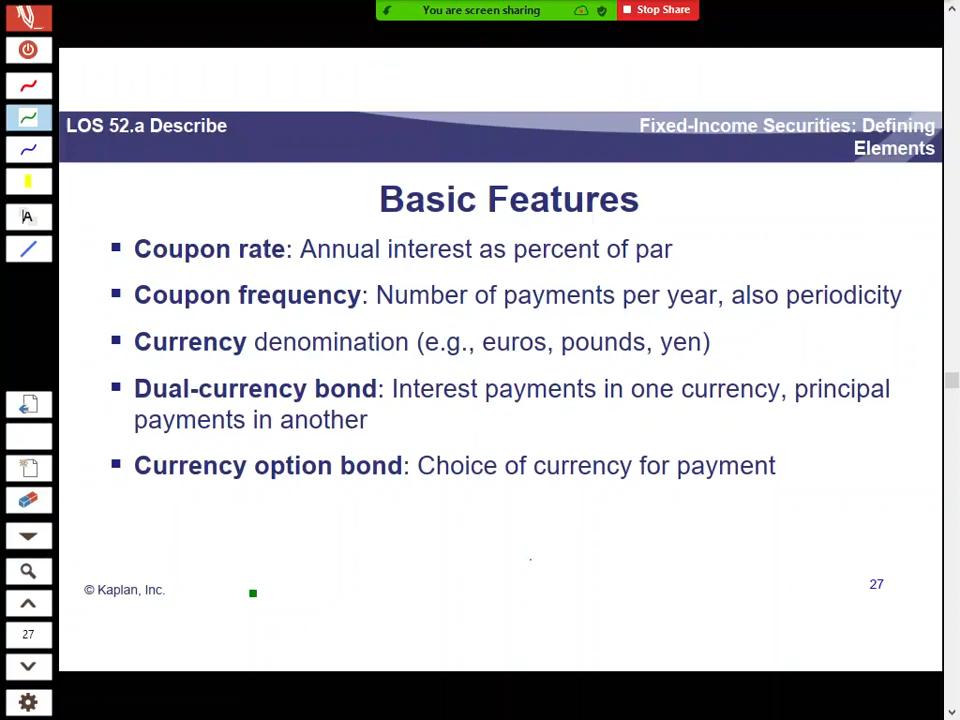 You are screen sharing
Stop Share
LOS 52.a Describe
Fixed-Income Securities: Defining
Elements
Basic Features
Coupon rate: Annual interest as percent of par
Coupon frequency: Number of payments per year, also periodicity
Currency denomination (e.g., euros, pounds, yen)
Dual-currency bond: Interest payments in one currency, principal
payments in another
Currency option bond: Choice of currency for payment
© Kaplan, Inc.
27
A
27